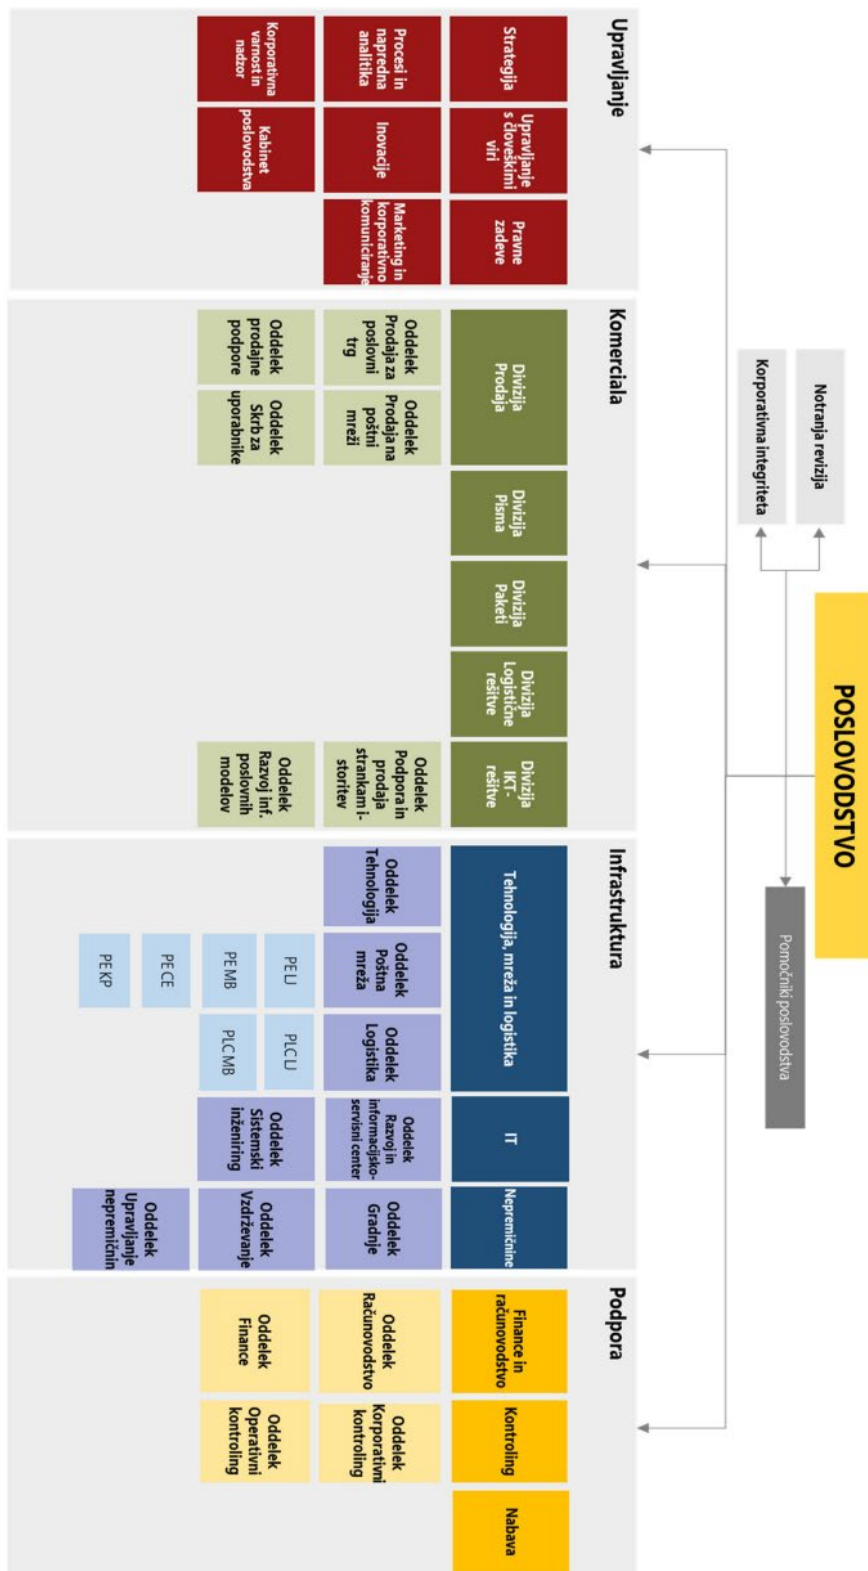 POSLOVODSTVO
Notranja revizija
Korporativna integriteta
Pomočniki poslovodstva
Upravljanje
Strategija
Upravljanje
s človeškimi
viri
Pravne
zadeve
Procesi in
napredna
analitika
Inovacije
Marketing in
korporativno
komuniciranje
Korporativna
varnost in
nadzor
Kabinet
poslovodstva
Komerciala
Divizija
Prodaja
Divizija
Pisma
Divizija
Paketi
Divizija
Logistične
rešitve
Divizija
IKT-
rešitve
Oddelek
Prodaja za
poslovni
trg
Oddelek
Prodaja na
poštni
mreži
Oddelek
Podpora in
prodaja
strankam i-
storitev
Oddelek
prodajne
podpore
Oddelek
Skrb za
uporabnike
Oddelek
Razvoj inf.
poslovnih
modelov
Infrastruktura
Tehnologija, mreža in logistika
IT
Nepremičnine
Oddelek
Tehnologija
Oddelek
Poštna
mreža
Oddelek
Logistika
Oddelek
Razvoj in
informacijsko-
servisni center
Oddelek
Gradnje
PE LJ
PLC LJ
Oddelek
Sistemski
inženiring
Oddelek
Vzdrževanje
PE MB
PLC MB
PE CE
Oddelek
Upravljanje
nepremičnin
PE KP
Podpora
Finance in
računovodstvo
Kontroling
Nabava
Oddelek
Računovodstvo
Oddelek
Korporativni
kontroling
Oddelek
Finance
Oddelek
Operativni
kontroling